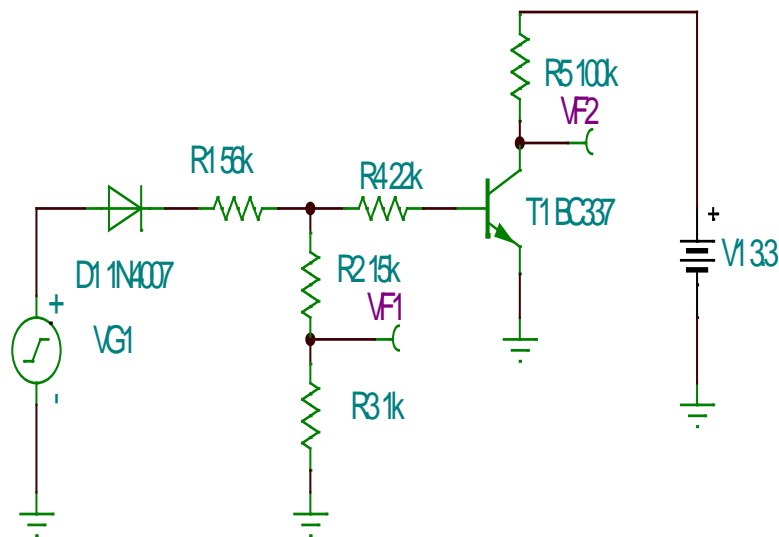 R5 100k
VF2
R1 56k
R4 22k
T1 BC337
+
V1 3.3
R2 15k
D1 1N4007
VF1
+
VG1
-
R3 1k